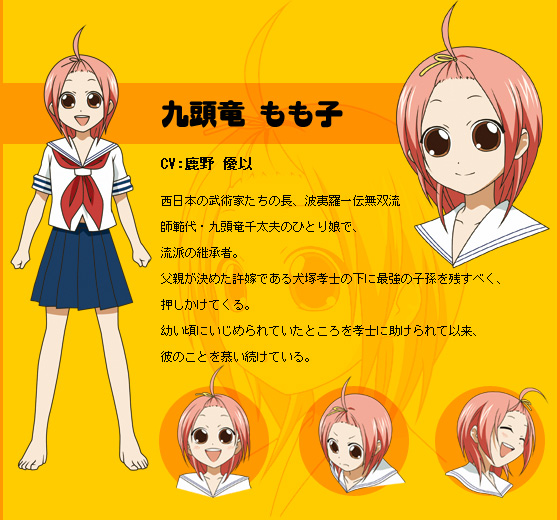 九頭竜 もも子
CV:鹿野 優以
西日本の武術家たちの長、波夷羅一伝無双流
師範代・九頭竜千太夫のひとり娘で、
流派の継承者。
父親が決めた許嫁である犬塚孝士の下に最強の子孫を残すべく、
押しかけてくる。
幼い頃にいじめられていたところを孝士に助けられて以来、
彼のことを慕い続けている。